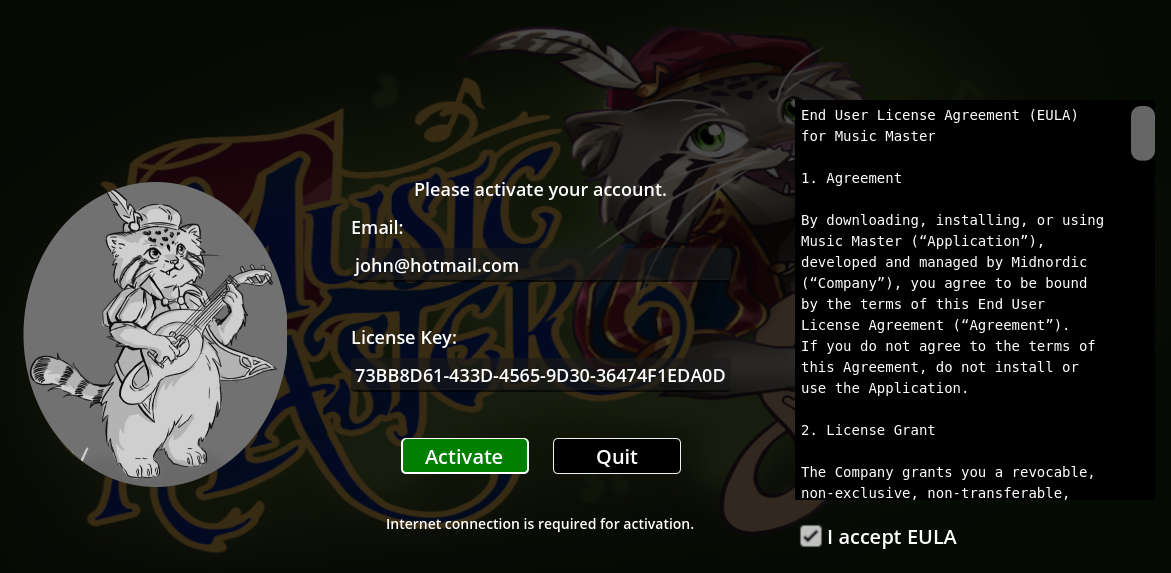 MUSIC
MASTER
Please activate your account.
Email:
john@hotmail.com
License Key:
73BB8D61-433D-4565-9D30-36474F1EDA0D
Activate
Quit
Internet connection is required for activation.
End User License Agreement (EULA)
for Music Master
1. Agreement
By downloading, installing, or using
Music Master (“Application”),
developed and managed by Midnordic
(“Company”), you agree to be bound
by the terms of this End User
License Agreement (“Agreement”).
If you do not agree to the terms of
this Agreement, do not install or
use the Application.
2. License Grant
The Company grants you a revocable,
non-exclusive, non-transferable,
I accept EULA